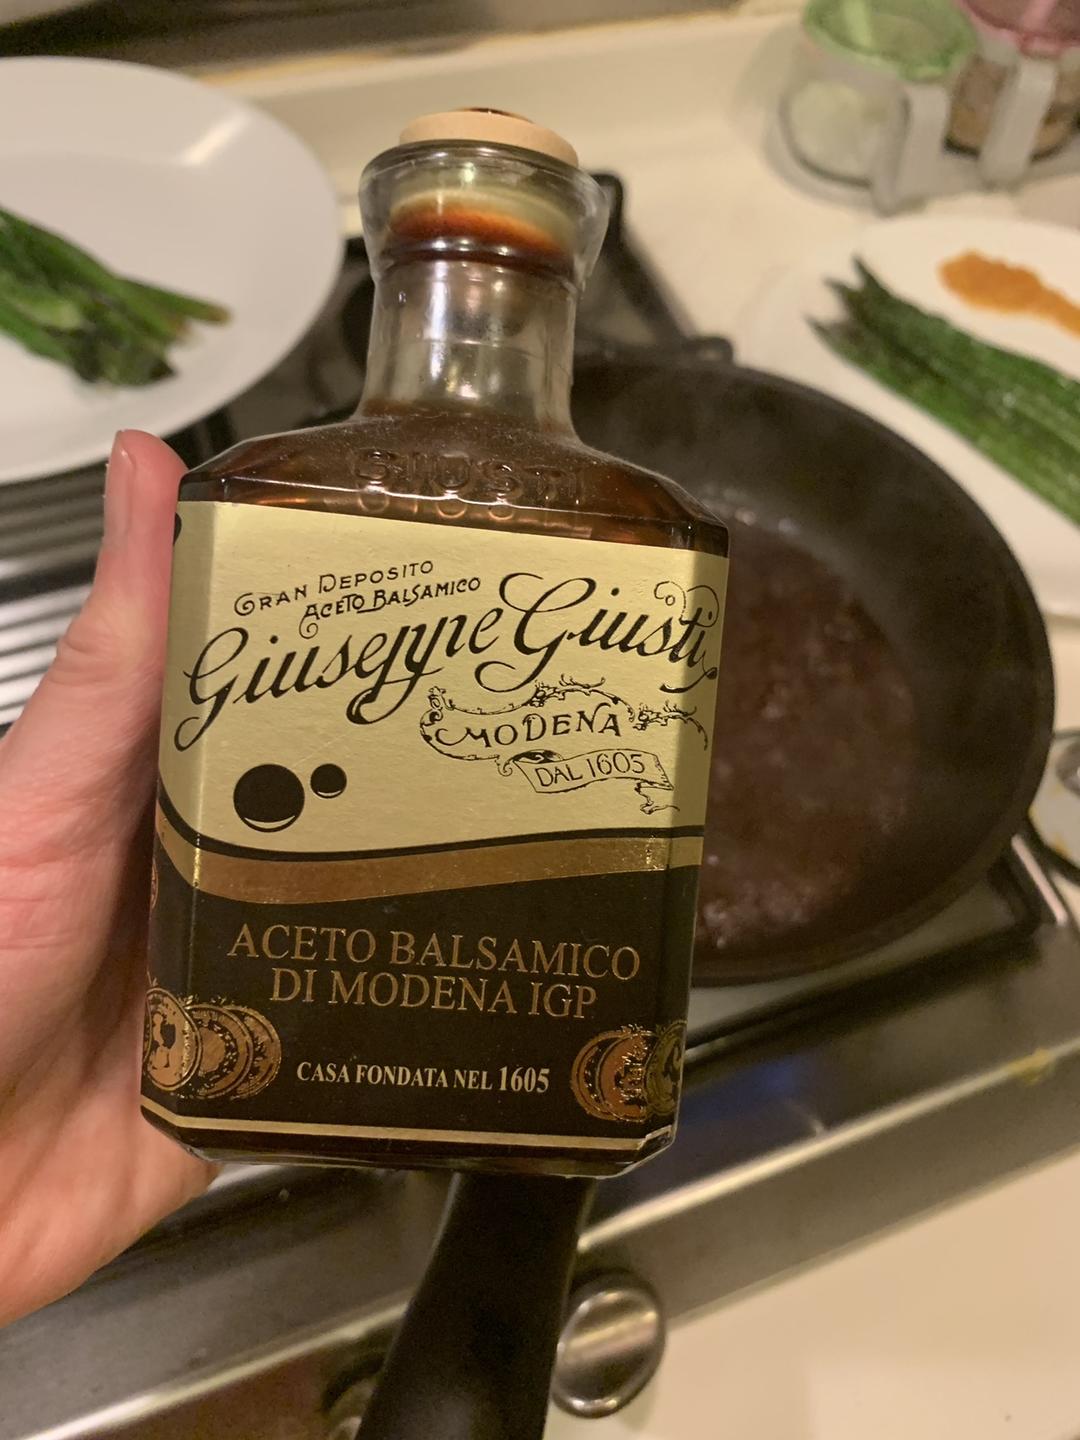 GIUSTI
GRAN DEPOSITO
ACETO BALSAMICO
Giuseppe Giusti
MODENA
DAL 1605
ACETO BALSAMICO
DI MODENA IGP
CASA FONDATA NEL 1605